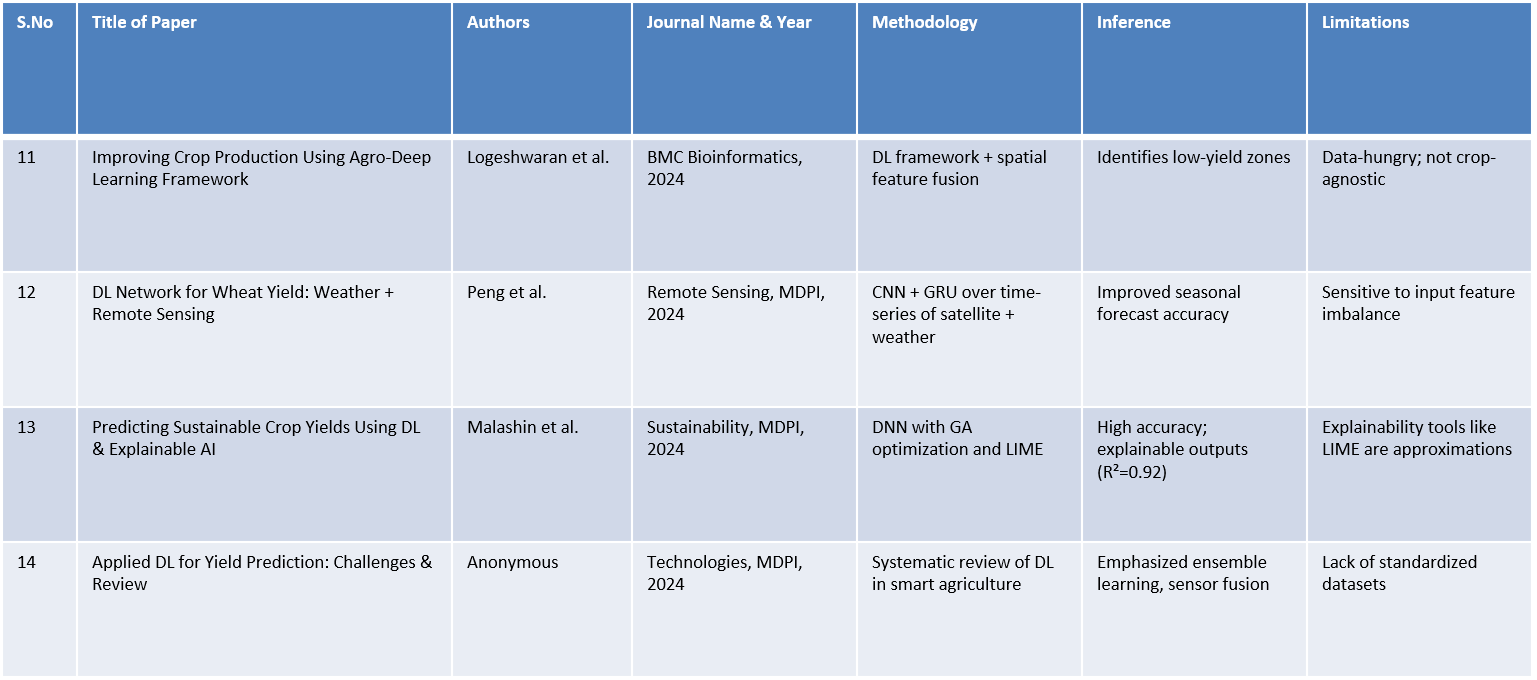 S.No
Title of Paper
Authors
Journal Name & Year
Methodology
Inference
Limitations
11
Improving Crop Production Using Agro-Deep
Learning Framework
Logeshwaran et al.
BMC Bioinformatics,
2024
DL framework + spatial
feature fusion
Identifies low-yield zones
Data-hungry; not crop-
agnostic
12
DL Network for Wheat Yield: Weather +
Remote Sensing
Peng et al.
Remote Sensing, MDPI,
2024
CNN + GRU over time-
series of satellite +
weather
Improved seasonal
forecast accuracy
Sensitive to input feature
imbalance
13
Predicting Sustainable Crop Yields Using DL
& Explainable AI
Malashin et al.
Sustainability, MDPI,
2024
DNN with GA
optimization and LIME
High accuracy;
explainable outputs
(R²=0.92)
Explainability tools like
LIME are approximations
14
Applied DL for Yield Prediction: Challenges &
Review
Anonymous
Technologies, MDPI,
2024
Systematic review of DL
in smart agriculture
Emphasized ensemble
learning, sensor fusion
Lack of standardized
datasets